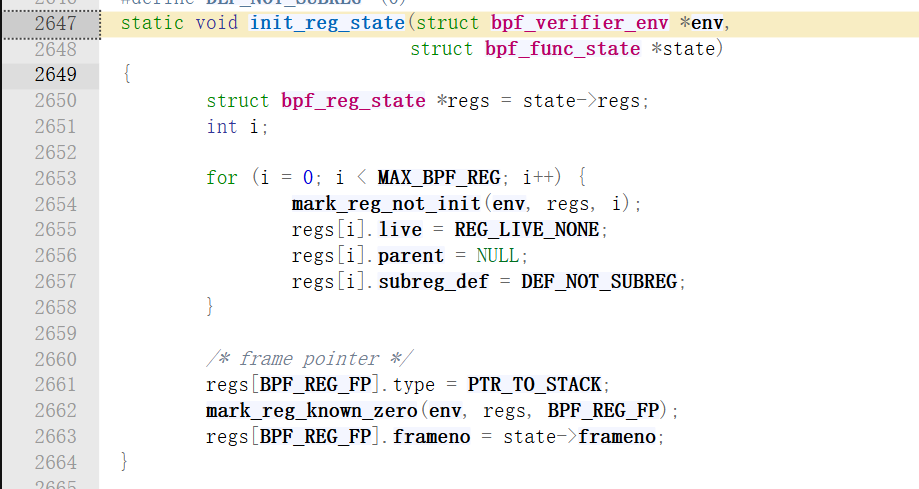 #define DEF_NOT_SUBREG (0)
2647 static void init_reg_state(struct bpf_verifier_env *env,
2648 struct bpf_func_state *state)
2649 {
2650 struct bpf_reg_state *regs = state->regs;
2651 int i;
2652
2653 for (i = 0; i < MAX_BPF_REG; i++) {
2654 mark_reg_not_init(env, regs, i);
2655 regs[i].live = REG_LIVE_NONE;
2656 regs[i].parent = NULL;
2657 regs[i].subreg_def = DEF_NOT_SUBREG;
2658 }
2659
2660 /* frame pointer */
2661 regs[BPF_REG_FP].type = PTR_TO_STACK;
2662 mark_reg_known_zero(env, regs, BPF_REG_FP);
2663 regs[BPF_REG_FP].frameno = state->frameno;
2664 }
2665